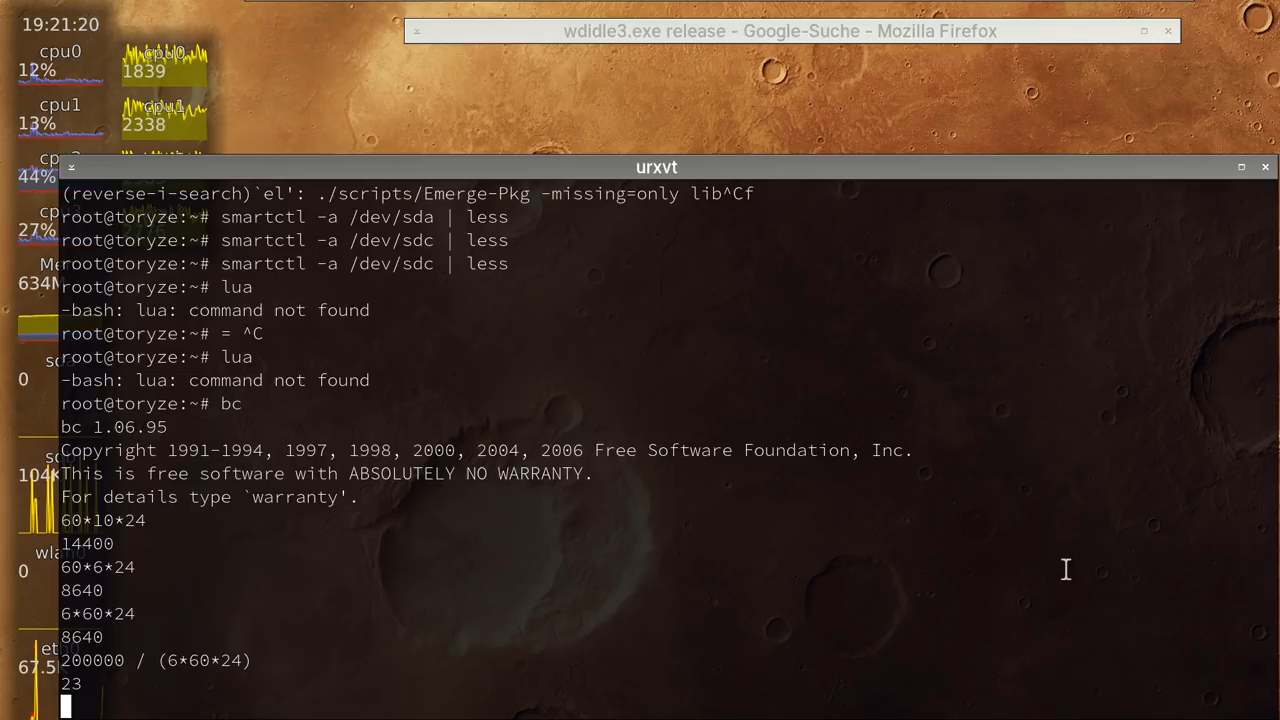 19:21:20
wdidle3.exe release - Google-Suche - Mozilla Firefox
cpu0
12%
cpu0
1839
cpu1
13%
cpu1
2338
44%
27%
634M
0
104k
0
67.5
urxvt
(reverse-i-search)`el': ./scripts/Emerge-Pkg -missing=only lib^Cf
root@toryze:~# smartctl -a /dev/sda | less
root@toryze:~# smartctl -a /dev/sdc | less
root@toryze:~# smartctl -a /dev/sdc | less
root@toryze:~# lua
-bash: lua: command not found
root@toryze:~# = ^C
root@toryze:~# lua
-bash: lua: command not found
root@toryze:~# bc
bc 1.06.95
Copyright 1991-1994, 1997, 1998, 2000, 2004, 2006 Free Software Foundation, Inc.
This is free software with ABSOLUTELY NO WARRANTY.
For details type `warranty'.
60*10*24
14400
60*6*24
8640
6*60*24
8640
200000 / (6*60*24)
23